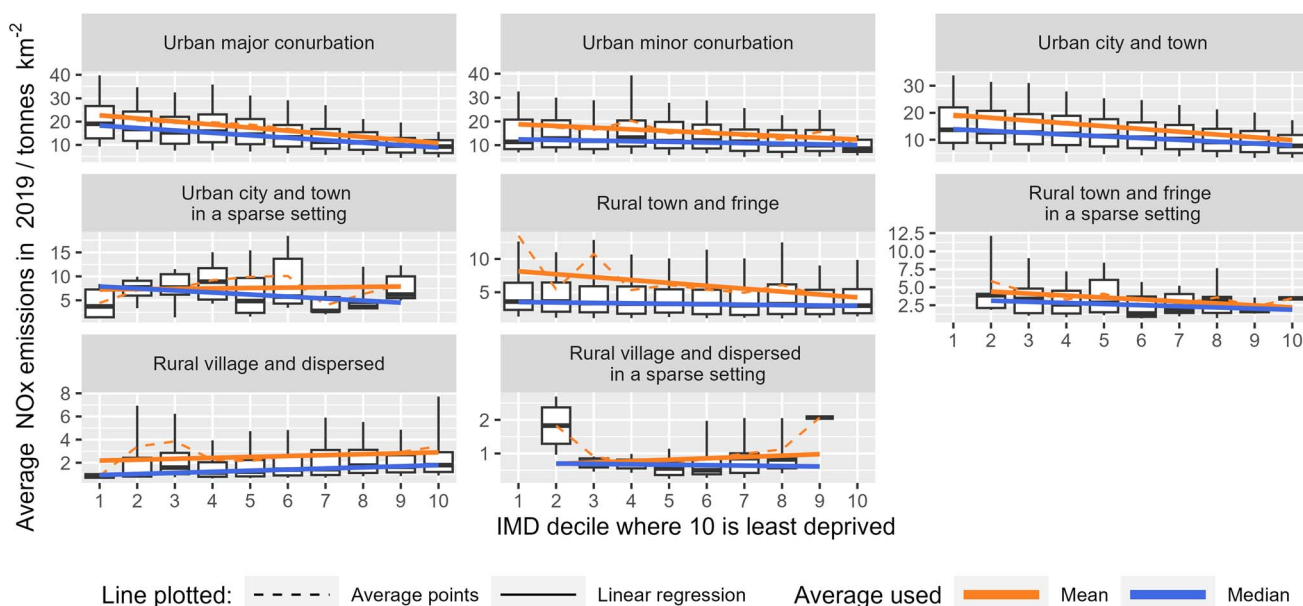 Average NOx emissions in 2019 / tonnes km-2
Urban major conurbation
40
30
20
10
Urban minor conurbation
40
30
20
10
Urban city and town
30
20
10
Urban city and town
in a sparse setting
15
10
5
Rural town and fringe
10
5
Rural town and fringe
in a sparse setting
12.5
10.0
7.5
5.0
2.5
1 2 3 4 5 6 7 8 9 10
Rural village and dispersed
8
6
4
2
1 2 3 4 5 6 7 8 9 10
Rural village and dispersed
in a sparse setting
2
1
1 2 3 4 5 6 7 8 9 10
IMD decile where 10 is least deprived
Line plotted: Average points Linear regression Average used Mean Median